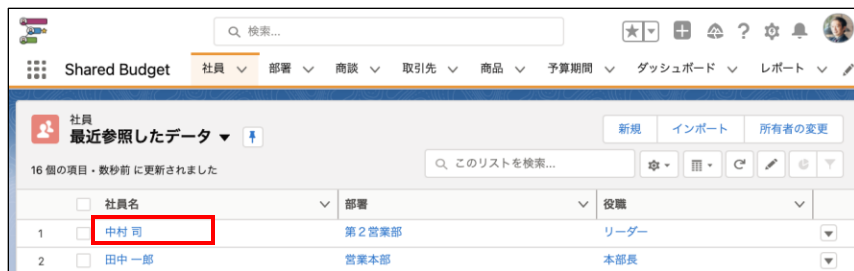 検索...
Shared Budget 社員 部署 商談 取引先 商品 予算期間 ダッシュボード レポート
社員
最近参照したデータ
新規 インポート 所有者の変更
16 個の項目・数秒前 に更新されました
このリストを検索...
社員名 部署 役職
1 中村 司 第２営業部 リーダー
2 田中 一郎 営業本部 本部長